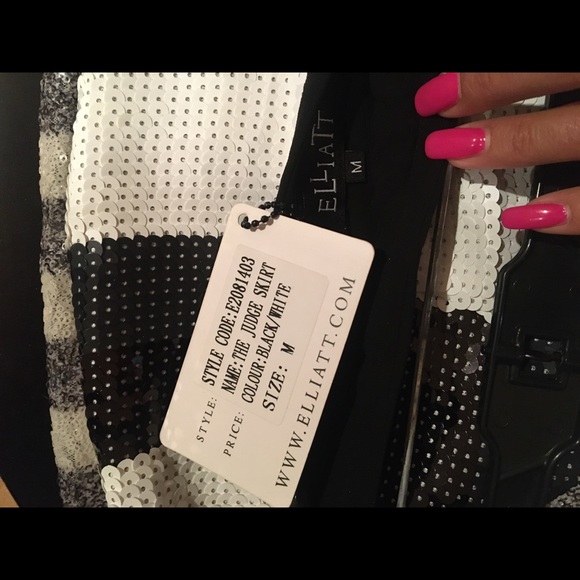 ELLIATT
M
STYLE CODE:E2081403
NAME:THE JUDGE SKIRT
COLOUR:BLACK/WHITE
SIZE: M
STYLE:
PRICE:
WWW.ELLIATT.COM